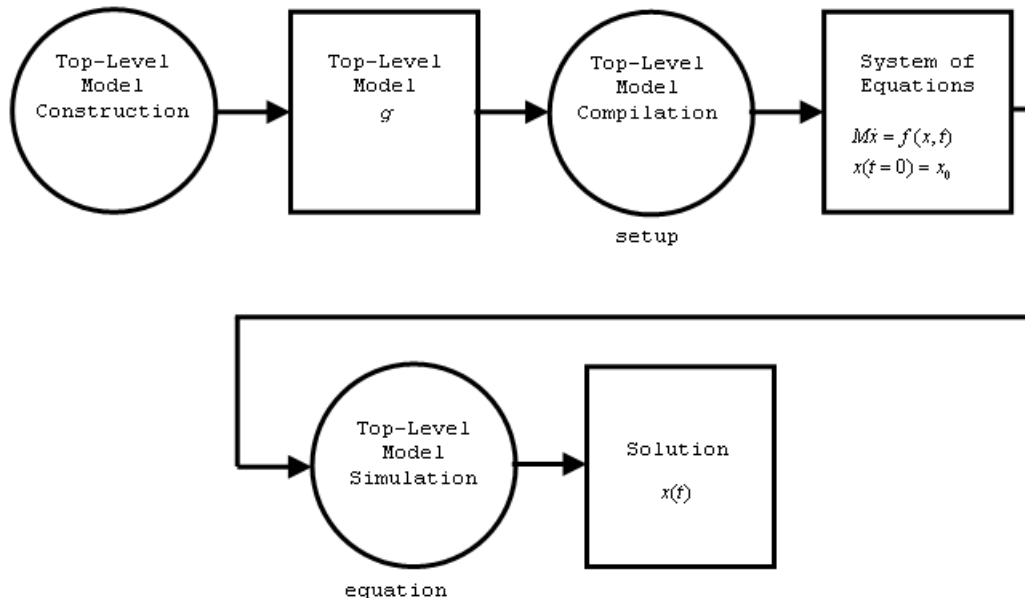 Top-Level
Model
Construction
Top-Level
Model
g
Top-Level
Model
Compilation
setup
System of
Equations
Mẋ = f(x,t)
x(t = 0) = x₀
Top-Level
Model
Simulation
equation
Solution
x(t)